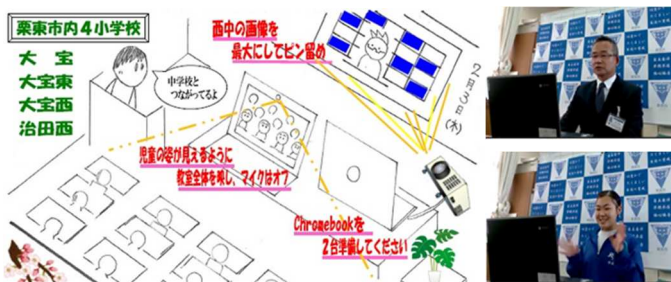 栗東市内4小学校
大宝
大宝東
大宝西
治田西
中学校と
つながってるよ
西中の画像を
最大にしてピン留め
2月3日(木)
児童の姿が見えるように
教室全体を映し、マイクはオフ
Chromebookを
2台準備してください